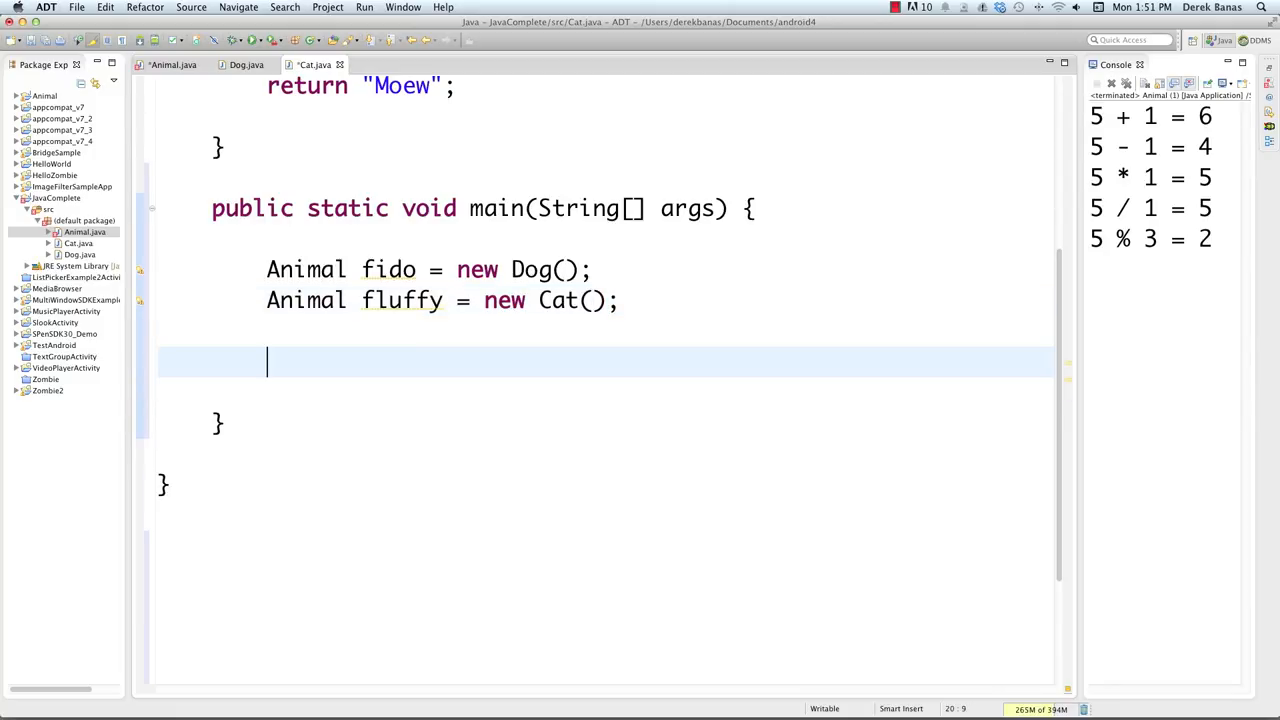 ADT File Edit Refactor Source Navigate Search Project Run Window Help 10 Mon 1:51 PM Derek Banas
Java - JavaComplete/src/Cat.java - ADT - /Users/derekbanas/Documents/android4
Quick Access Java DDMS
Package Exp
*Animal.java Dog.java *Cat.java
Console
<terminated> Animal (1) [Java Application] /S
Animal
appcompat_v7
appcompat_v7_2
appcompat_v7_3
appcompat_v7_4
BridgeSample
HelloWorld
HelloZombie
ImageFilterSampleApp
JavaComplete
src
(default package)
Animal.java
Cat.java
Dog.java
JRE System Library [Ja
ListPickerExample2Activi
MediaBrowser
MultiWindowSDKExample
MusicPlayerActivity
SlookActivity
SPenSDK30_Demo
TestAndroid
TextGroupActivity
VideoPlayerActivity
Zombie
Zombie2
return "Moew";
}
public static void main(String[] args) {
Animal fido = new Dog();
Animal fluffy = new Cat();
}
}
5 + 1 = 6
5 - 1 = 4
5 * 1 = 5
5 / 1 = 5
5 % 3 = 2
Writable Smart Insert 20 : 9 265M of 394M